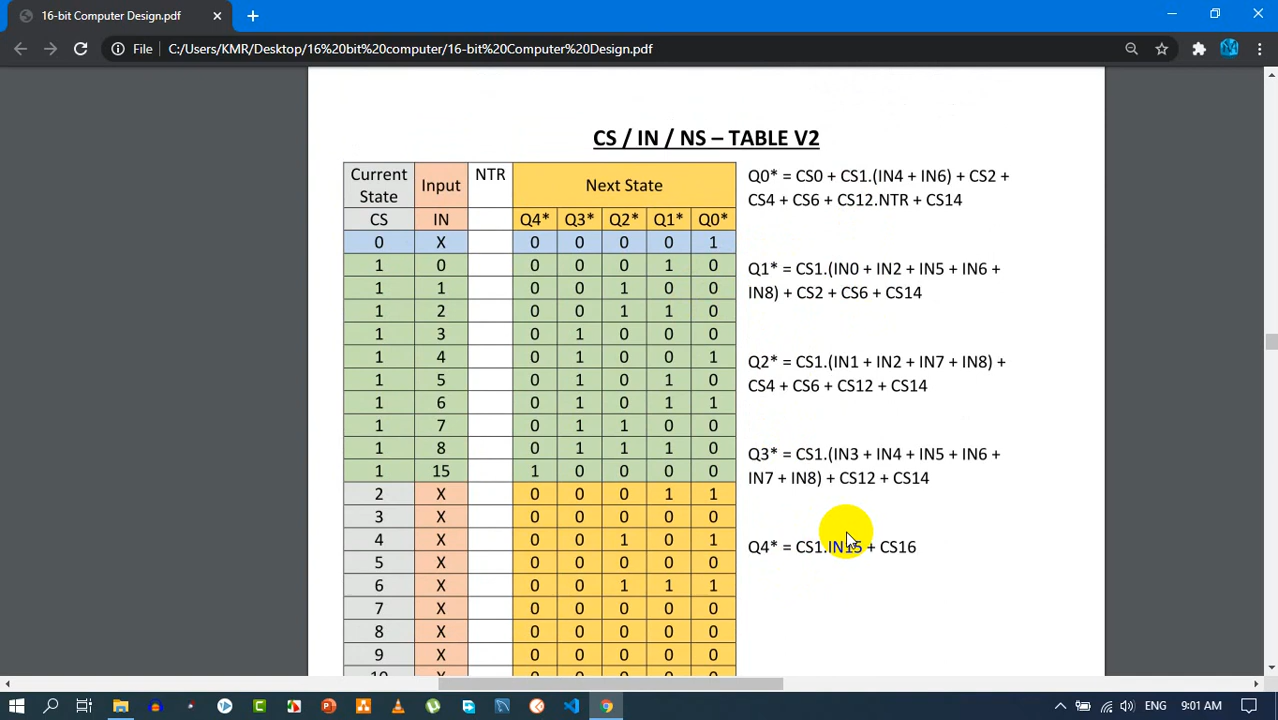 16-bit Computer Design.pdf
File C:/Users/KMR/Desktop/16%20bit%20computer/16-bit%20Computer%20Design.pdf
CS / IN / NS – TABLE V2
Current State Input NTR Next State
CS IN Q4* Q3* Q2* Q1* Q0*
0 X 0 0 0 0 1
1 0 0 0 0 1 0
1 1 0 0 1 0 0
1 2 0 0 1 1 0
1 3 0 1 0 0 0
1 4 0 1 0 0 1
1 5 0 1 0 1 0
1 6 0 1 0 1 1
1 7 0 1 1 0 0
1 8 0 1 1 1 0
1 15 1 0 0 0 0
2 X 0 0 0 1 1
3 X 0 0 0 0 0
4 X 0 0 1 0 1
5 X 0 0 0 0 0
6 X 0 0 1 1 1
7 X 0 0 0 0 0
8 X 0 0 0 0 0
9 X 0 0 0 0 0
10 X 0 0 0 0 0
Q0* = CS0 + CS1.(IN4 + IN6) + CS2 +
CS4 + CS6 + CS12.NTR + CS14
Q1* = CS1.(IN0 + IN2 + IN5 + IN6 +
IN8) + CS2 + CS6 + CS14
Q2* = CS1.(IN1 + IN2 + IN7 + IN8) +
CS4 + CS6 + CS12 + CS14
Q3* = CS1.(IN3 + IN4 + IN5 + IN6 +
IN7 + IN8) + CS12 + CS14
Q4* = CS1.IN15 + CS16
ENG 9:01 AM